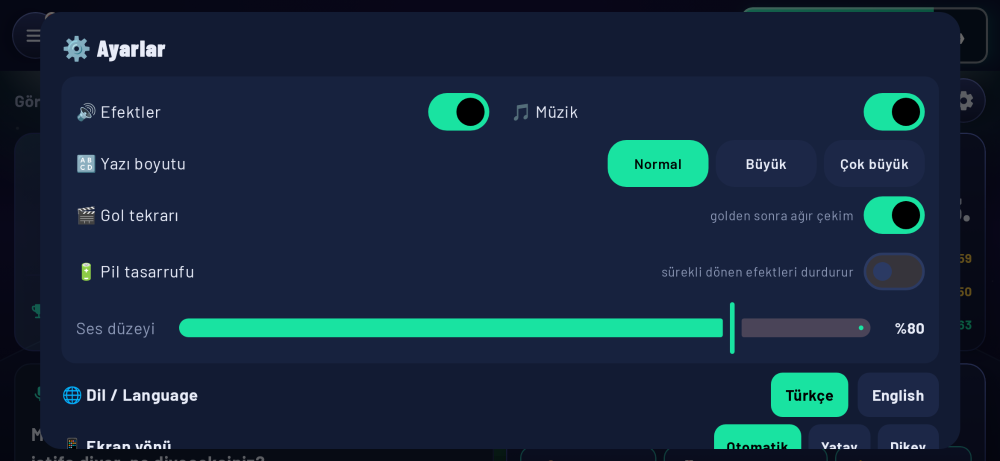 Ayarlar
Efektler
Müzik
Yazı boyutu
Normal
Büyük
Çok büyük
Gol tekrarı
golden sonra ağır çekim
Pil tasarrufu
sürekli dönen efektleri durdurur
Ses düzeyi
%80
Dil / Language
Türkçe
English
Ekran yönü
Otomatik
Yatay
Dikey